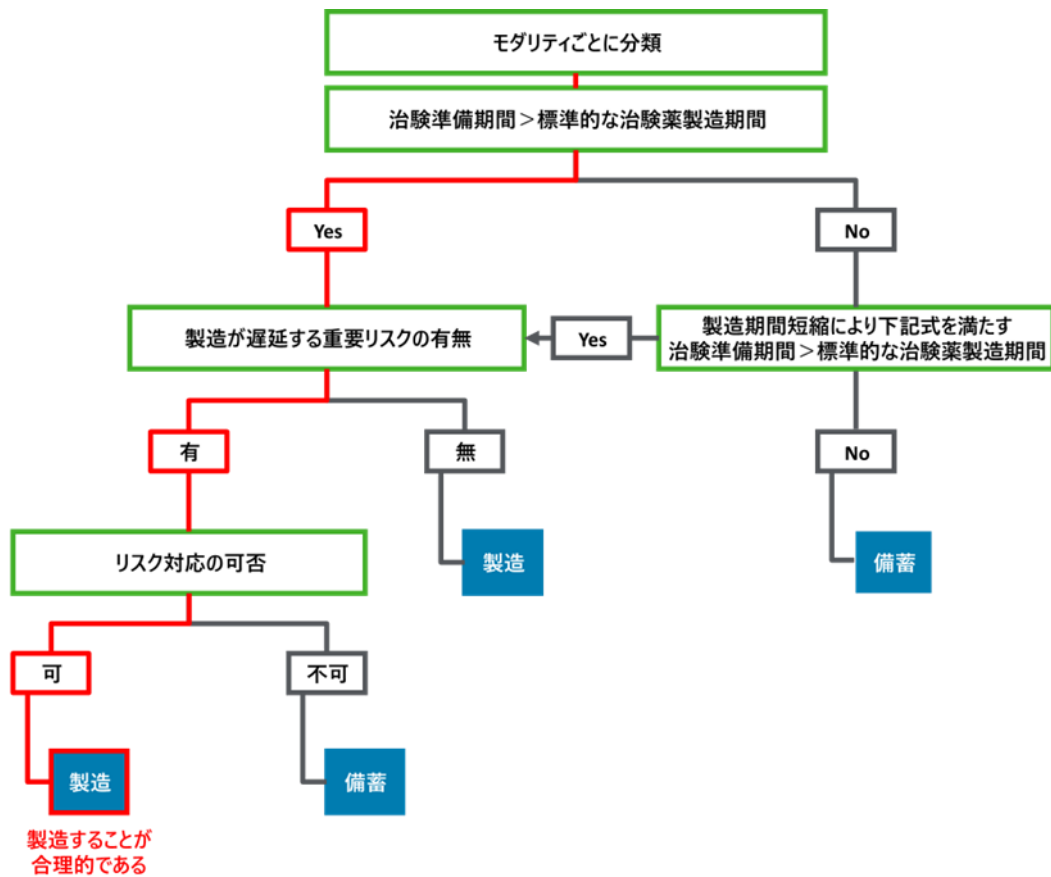 モダリティごとに分類
治験準備期間＞標準的な治験薬製造期間
Yes
No
製造が遅延する重要リスクの有無
Yes
製造期間短縮により下記式を満たす
治験準備期間＞標準的な治験薬製造期間
有
無
No
リスク対応の可否
製造
備蓄
可
不可
製造
備蓄
製造することが
合理的である